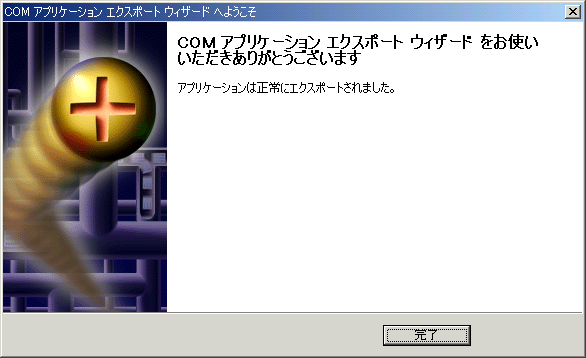 COM アプリケーション エクスポート ウィザード へようこそ
COM アプリケーション エクスポート ウィザード をお使い
いただきありがとうございます
アプリケーションは正常にエクスポートされました。
完了